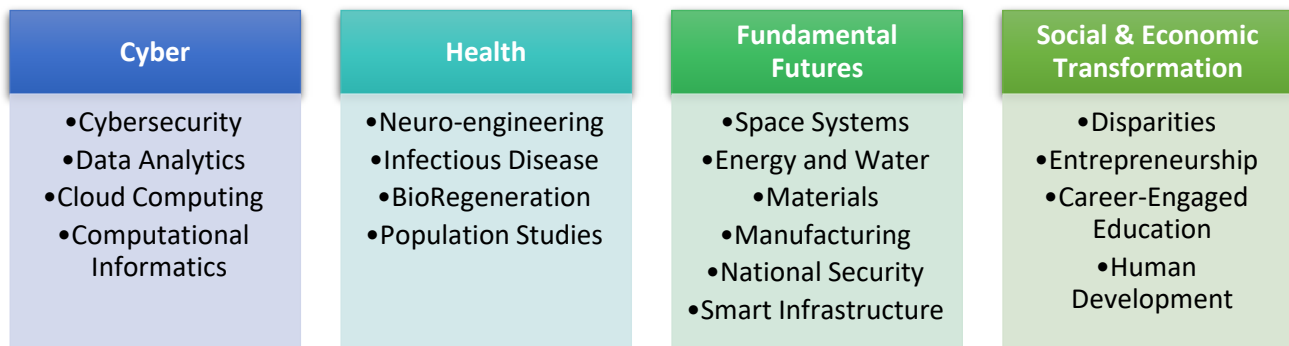 Cyber
•Cybersecurity
•Data Analytics
•Cloud Computing
•Computational
Informatics
Health
•Neuro-engineering
•Infectious Disease
•BioRegeneration
•Population Studies
Fundamental
Futures
•Space Systems
•Energy and Water
•Materials
•Manufacturing
•National Security
•Smart Infrastructure
Social & Economic
Transformation
•Disparities
•Entrepreneurship
•Career-Engaged
Education
•Human
Development